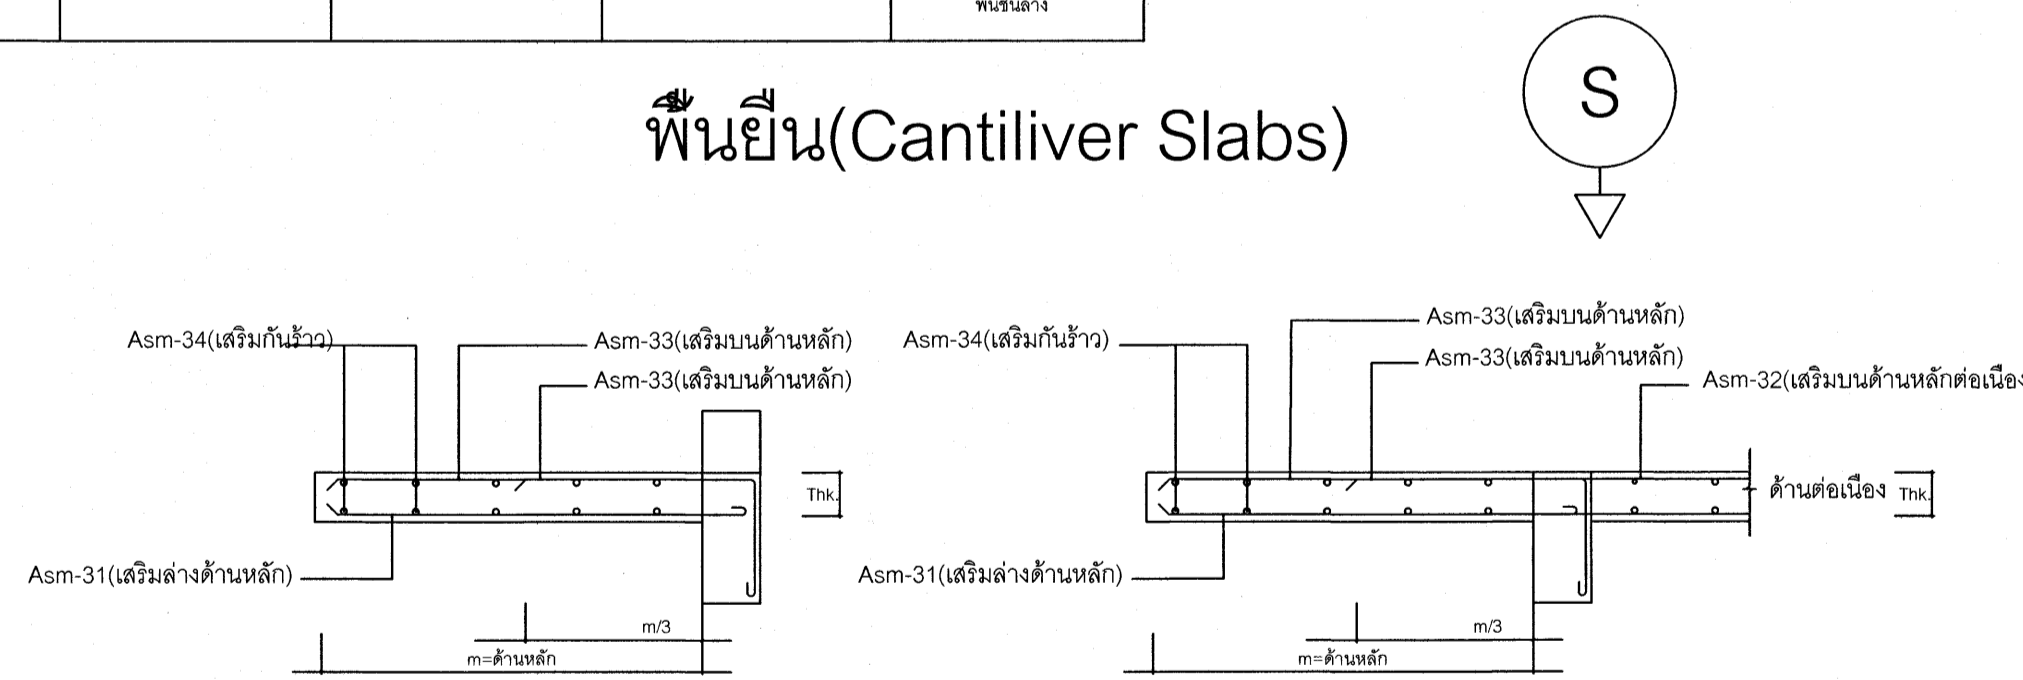 พื้นชั้นล่าง
พื้นยื่น(Cantiliver Slabs)
S
Asm-34(เสริมกันร้าว)
Asm-33(เสริมบนด้านหลัก)
Asm-33(เสริมบนด้านหลัก)
Thk.
Asm-31(เสริมล่างด้านหลัก)
m/3
m=ด้านหลัก
Asm-34(เสริมกันร้าว)
Asm-33(เสริมบนด้านหลัก)
Asm-33(เสริมบนด้านหลัก)
Asm-32(เสริมบนด้านหลักต่อเนื่อง
ด้านต่อเนื่อง
Thk.
Asm-31(เสริมล่างด้านหลัก)
m/3
m=ด้านหลัก